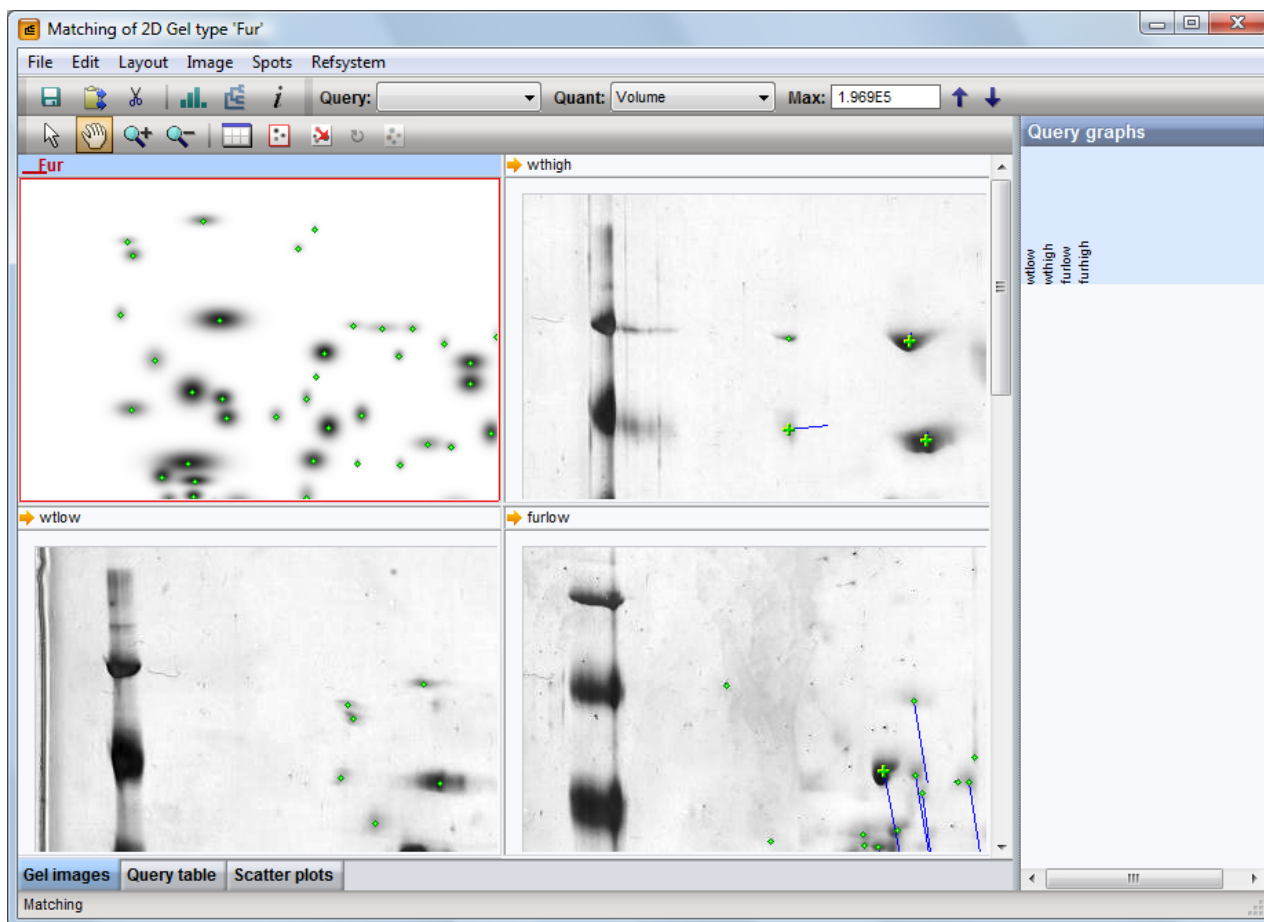 Matching of 2D Gel type 'Fur'
File Edit Layout Image Spots Refsystem
Query: Quant: Volume Max: 1.969E5
Query graphs
__Fur
wthigh
wtlow
wthigh
furlow
furhigh
wtlow
furlow
Gel images Query table Scatter plots
Matching